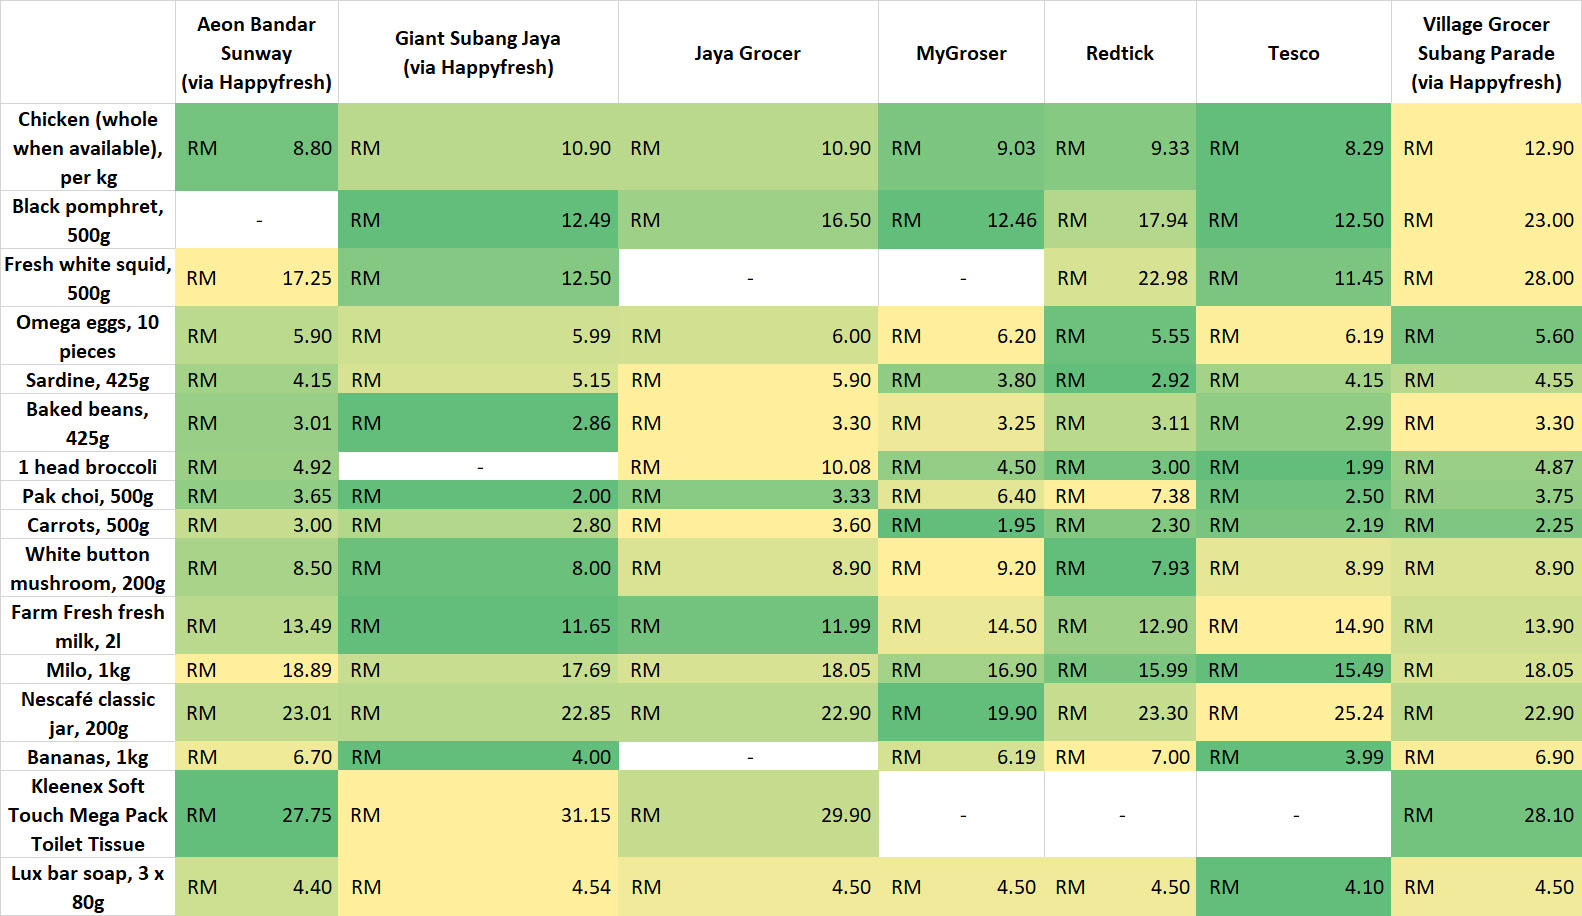 Aeon Bandar Sunway (via Happyfresh) Giant Subang Jaya (via Happyfresh) Jaya Grocer MyGroser Redtick Tesco Village Grocer Subang Parade (via Happyfresh)
Chicken (whole when available), per kg RM 8.80 RM 10.90 RM 10.90 RM 9.03 RM 9.33 RM 8.29 RM 12.90
Black pomphret, 500g - RM 12.49 RM 16.50 RM 12.46 RM 17.94 RM 12.50 RM 23.00
Fresh white squid, 500g RM 17.25 RM 12.50 - - RM 22.98 RM 11.45 RM 28.00
Omega eggs, 10 pieces RM 5.90 RM 5.99 RM 6.00 RM 6.20 RM 5.55 RM 6.19 RM 5.60
Sardine, 425g RM 4.15 RM 5.15 RM 5.90 RM 3.80 RM 2.92 RM 4.15 RM 4.55
Baked beans, 425g RM 3.01 RM 2.86 RM 3.30 RM 3.25 RM 3.11 RM 2.99 RM 3.30
1 head broccoli RM 4.92 - RM 10.08 RM 4.50 RM 3.00 RM 1.99 RM 4.87
Pak choi, 500g RM 3.65 RM 2.00 RM 3.33 RM 6.40 RM 7.38 RM 2.50 RM 3.75
Carrots, 500g RM 3.00 RM 2.80 RM 3.60 RM 1.95 RM 2.30 RM 2.19 RM 2.25
White button mushroom, 200g RM 8.50 RM 8.00 RM 8.90 RM 9.20 RM 7.93 RM 8.99 RM 8.90
Farm Fresh fresh milk, 2l RM 13.49 RM 11.65 RM 11.99 RM 14.50 RM 12.90 RM 14.90 RM 13.90
Milo, 1kg RM 18.89 RM 17.69 RM 18.05 RM 16.90 RM 15.99 RM 15.49 RM 18.05
Nescafé classic jar, 200g RM 23.01 RM 22.85 RM 22.90 RM 19.90 RM 23.30 RM 25.24 RM 22.90
Bananas, 1kg RM 6.70 RM 4.00 - RM 6.19 RM 7.00 RM 3.99 RM 6.90
Kleenex Soft Touch Mega Pack Toilet Tissue RM 27.75 RM 31.15 RM 29.90 - - - RM 28.10
Lux bar soap, 3 x 80g RM 4.40 RM 4.54 RM 4.50 RM 4.50 RM 4.50 RM 4.10 RM 4.50